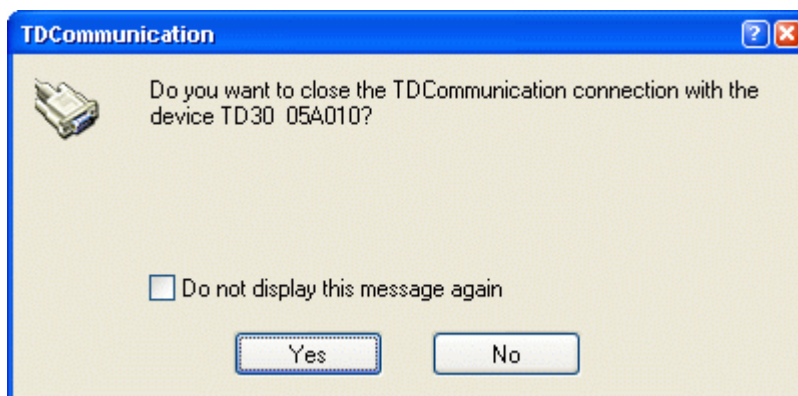 TDCommunication
Do you want to close the TDCommunication connection with the
device TD30 05A010?
Do not display this message again
Yes No